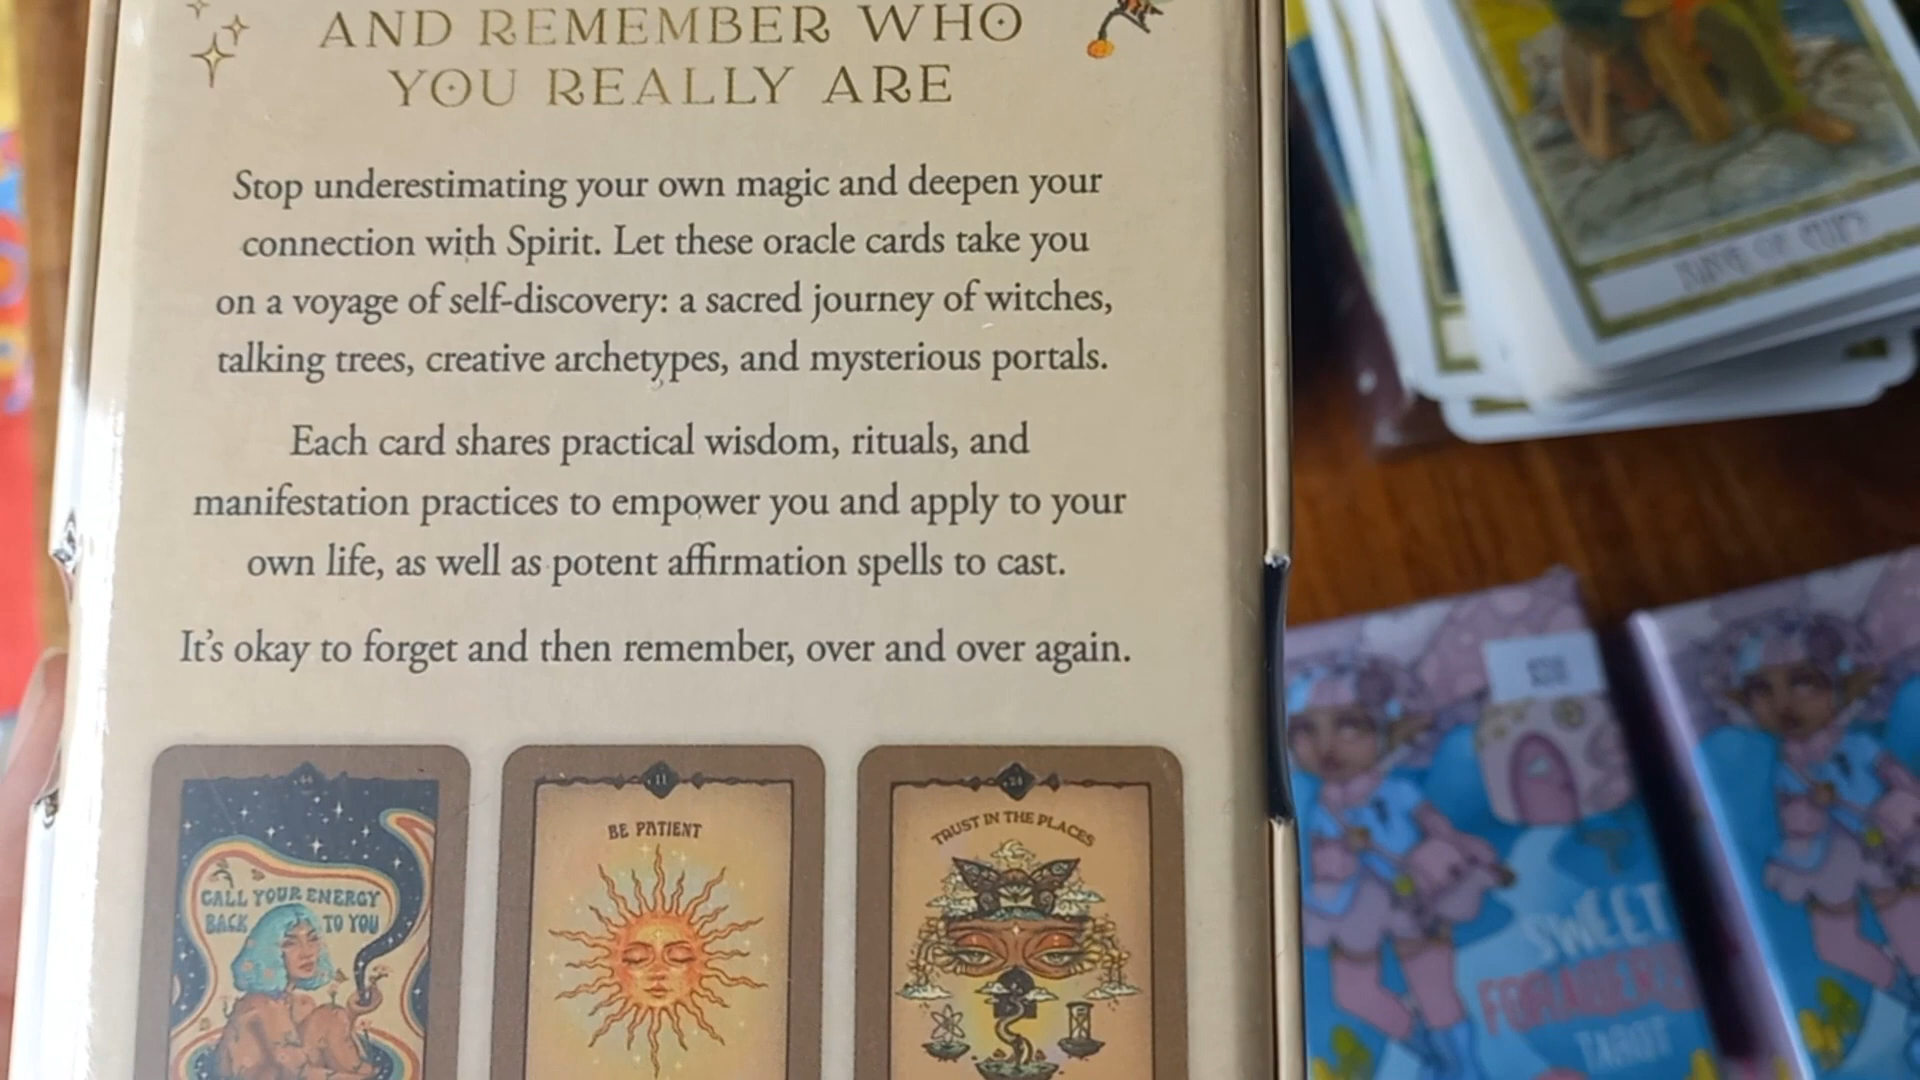 AND REMEMBER WHO
YOU REALLY ARE
Stop underestimating your own magic and deepen your
connection with Spirit. Let these oracle cards take you
on a voyage of self-discovery: a sacred journey of witches,
talking trees, creative archetypes, and mysterious portals.
Each card shares practical wisdom, rituals, and
manifestation practices to empower you and apply to your
own life, as well as potent affirmation spells to cast.
It's okay to forget and then remember, over and over again.
CALL YOUR ENERGY
BACK TO YOU
11
BE PATIENT
TRUST IN THE PLACES
OF CUPS
SWEET
TAROT